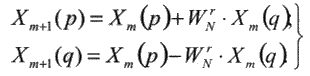 X_{m+1}(p) = X_m(p) + W_N^r · X_m(q),
X_{m+1}(q) = X_m(p) − W_N^r · X_m(q) }